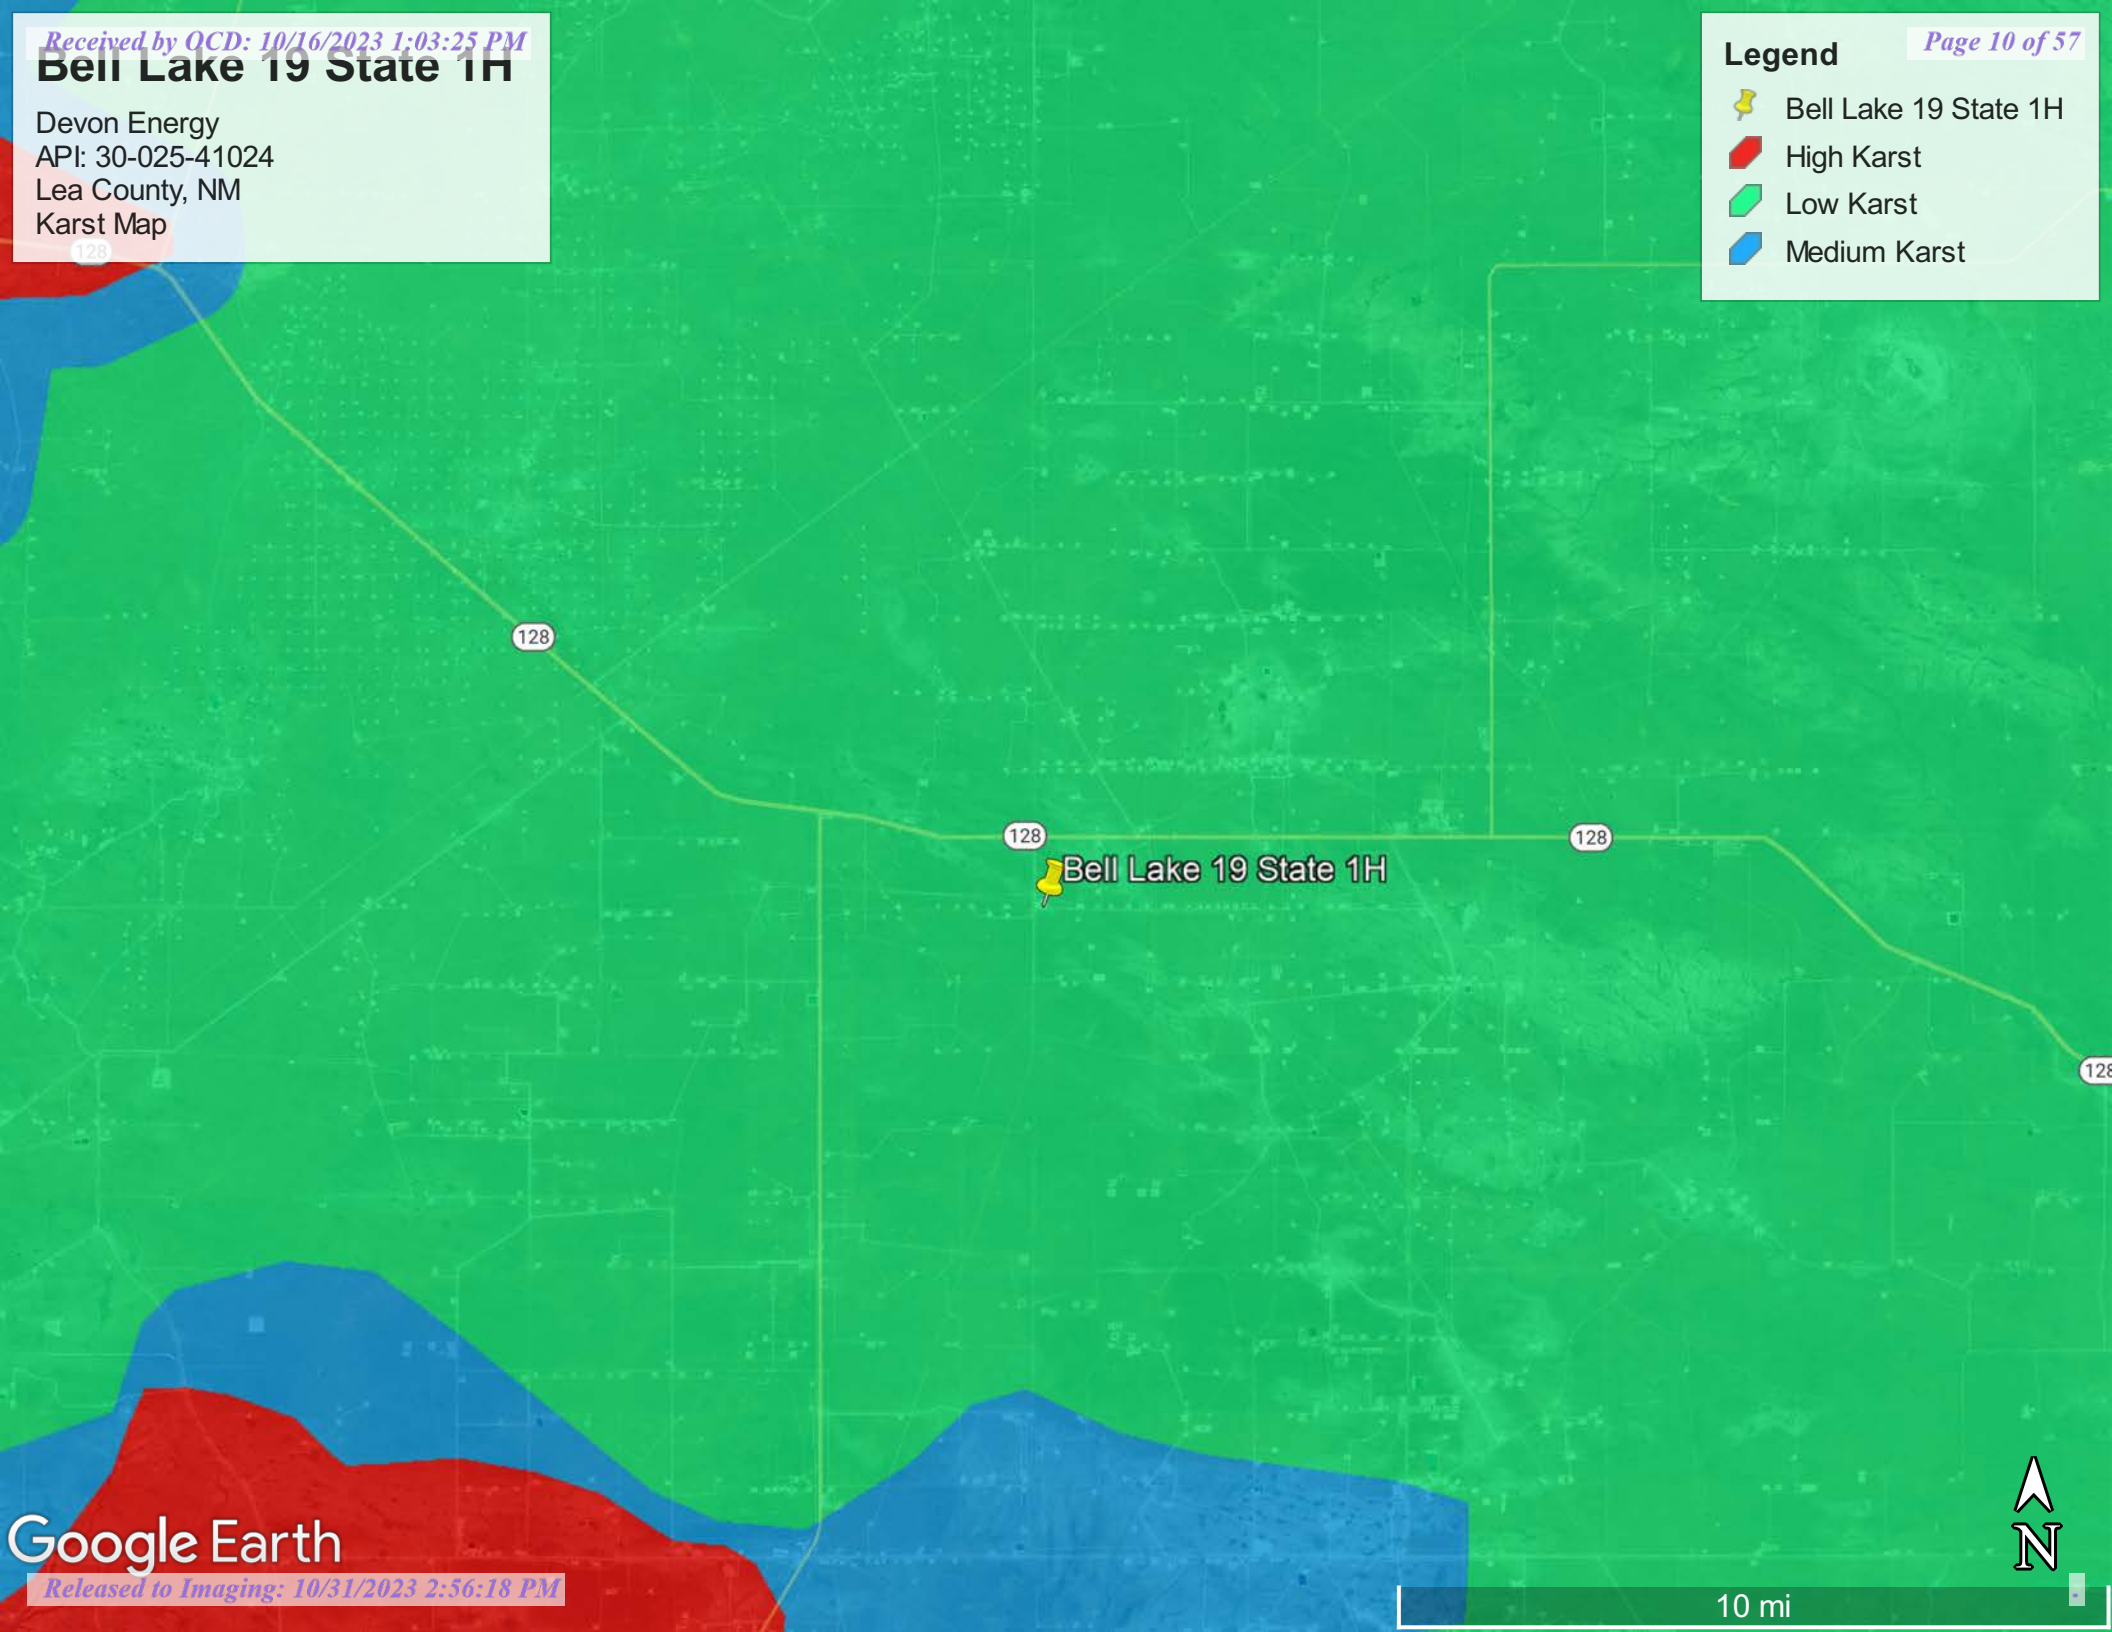 Received by OCD: 10/16/2023 1:03:25 PM
Page 10 of 57
Bell Lake 19 State 1H
Devon Energy
API: 30-025-41024
Lea County, NM
Karst Map
128
Legend
Bell Lake 19 State 1H
High Karst
Low Karst
Medium Karst
128
128
128
Bell Lake 19 State 1H
128
N
Google Earth
Released to Imaging: 10/31/2023 2:56:18 PM
10 mi